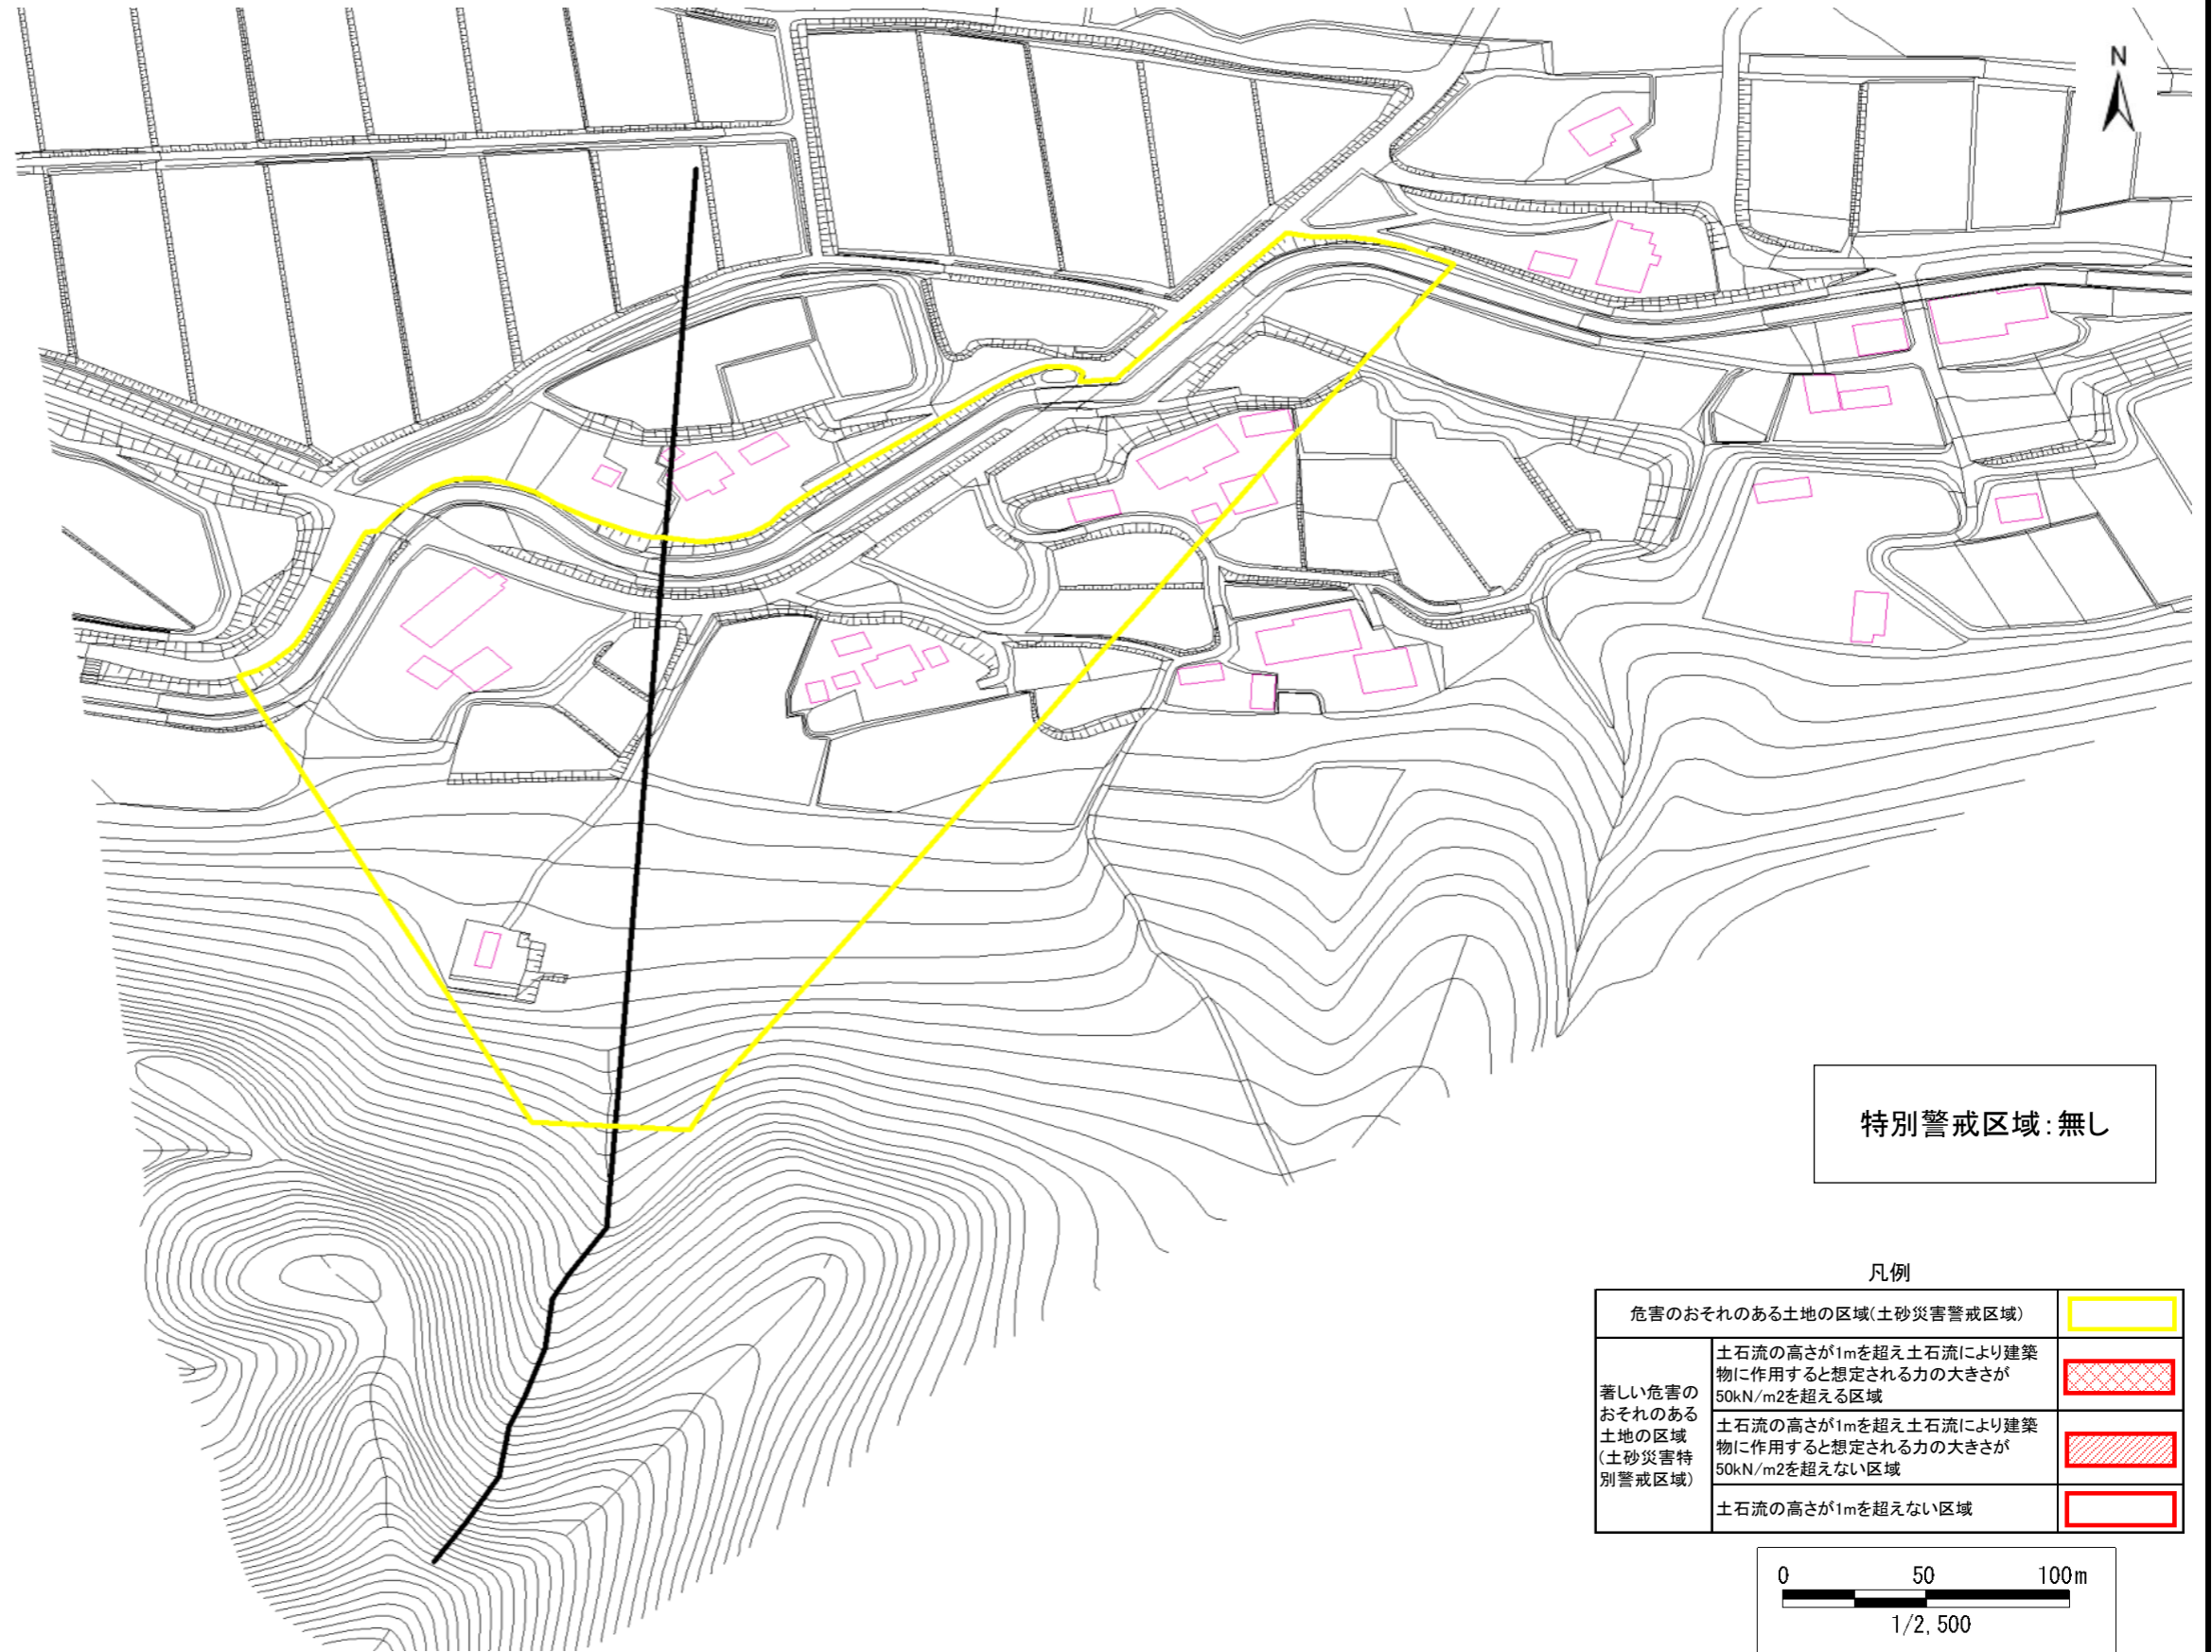 N
特別警戒区域:無し
凡例
危害のおそれのある土地の区域(土砂災害警戒区域)
著しい危害の
おそれのある
土地の区域
(土砂災害特
別警戒区域)
土石流の高さが1mを超え土石流により建築
物に作用すると想定される力の大きさが
50kN/m2を超える区域
土石流の高さが1mを超え土石流により建築
物に作用すると想定される力の大きさが
50kN/m2を超えない区域
土石流の高さが1mを超えない区域
0 50 100m
1/2,500